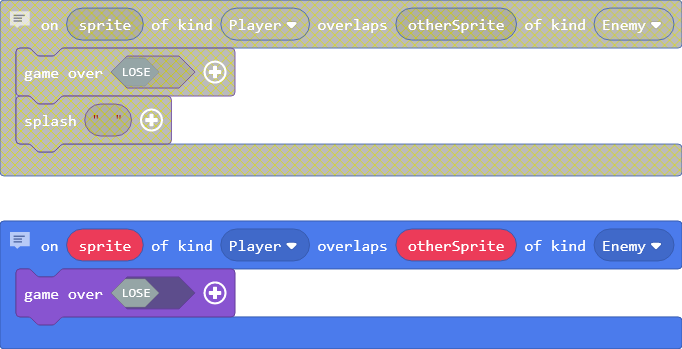 on sprite of kind Player overlaps otherSprite of kind Enemy
game over LOSE
splash " "
on sprite of kind Player overlaps otherSprite of kind Enemy
game over LOSE